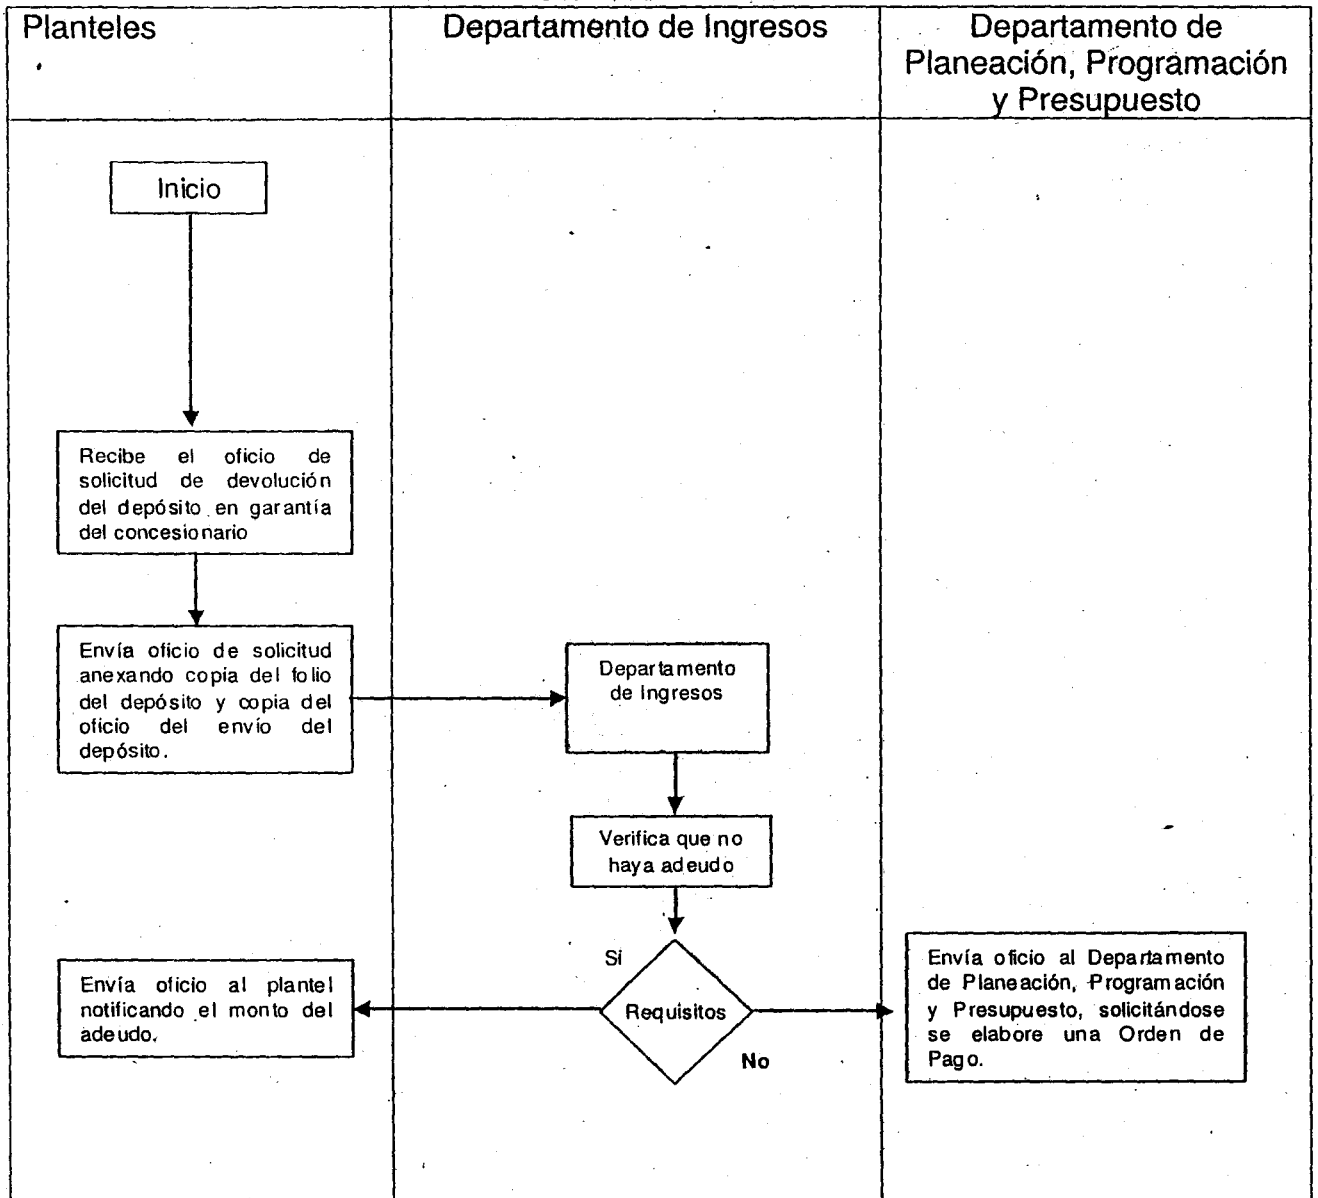 Planteles
Departamento de Ingresos
Departamento de
Planeación, Programación
y Presupuesto
Inicio
Recibe el oficio de
solicitud de devolución
del depósito en garantía
del concesionario
Envía oficio de solicitud
anexando copia del folio
del depósito y copia del
oficio del envío del
depósito.
Departamento
de Ingresos
Verifica que no
haya adeudo
Sí
Requisitos
No
Envía oficio al plantel
notificando el monto del
adeudo.
Envía oficio al Departamento
de Planeación, Programación
y Presupuesto, solicitándose
se elabore una Orden de
Pago.